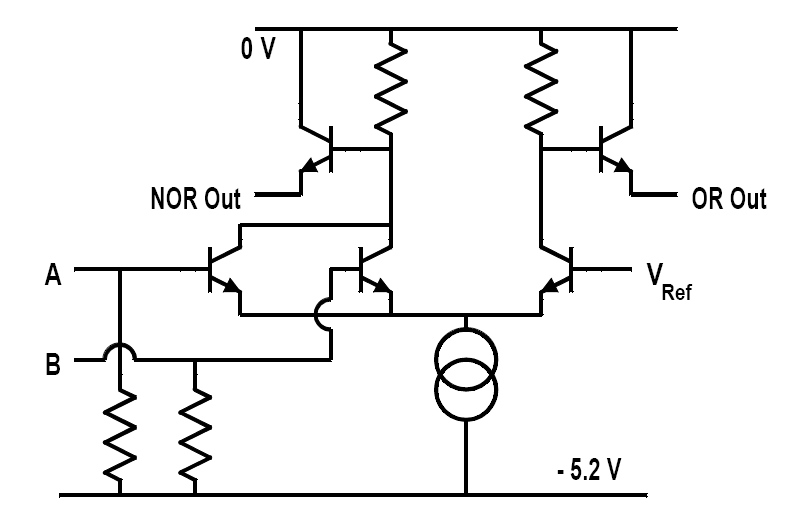 0 V
NOR Out
OR Out
A
V Ref
B
- 5.2 V